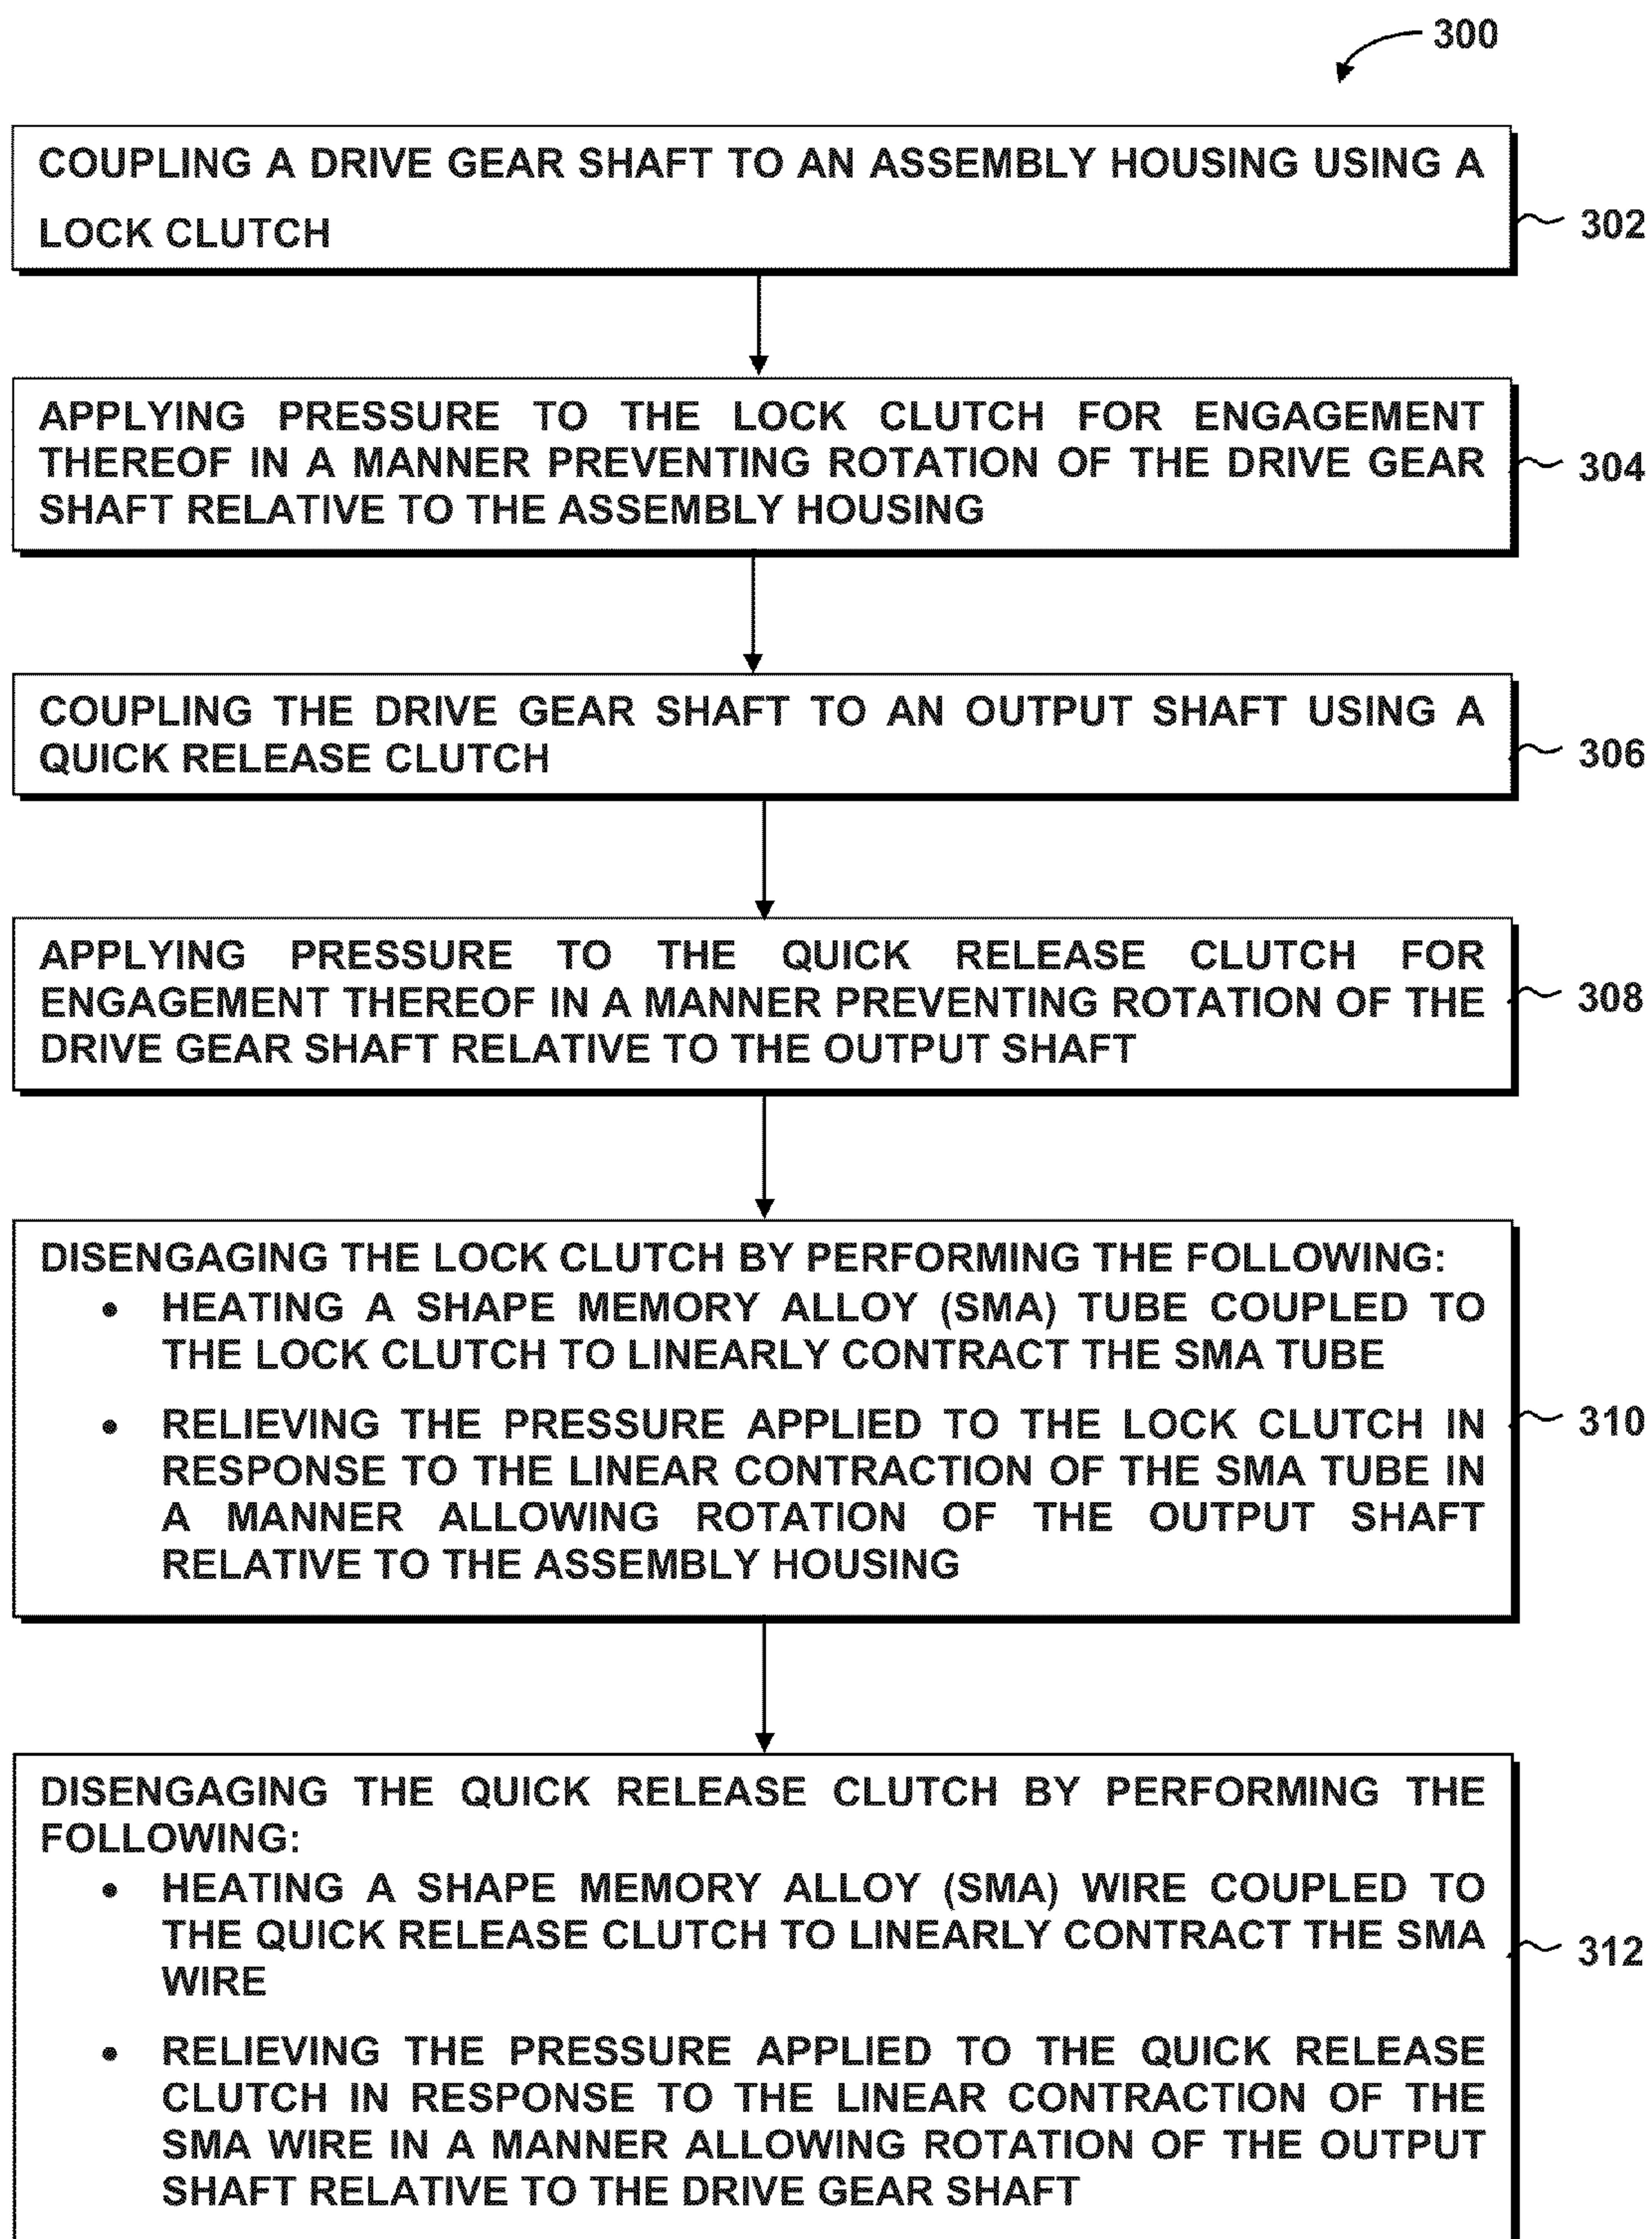 300
COUPLING A DRIVE GEAR SHAFT TO AN ASSEMBLY HOUSING USING A
LOCK CLUTCH
302
APPLYING PRESSURE TO THE LOCK CLUTCH FOR ENGAGEMENT
THEREOF IN A MANNER PREVENTING ROTATION OF THE DRIVE GEAR
SHAFT RELATIVE TO THE ASSEMBLY HOUSING
304
COUPLING THE DRIVE GEAR SHAFT TO AN OUTPUT SHAFT USING A
QUICK RELEASE CLUTCH
306
APPLYING PRESSURE TO THE QUICK RELEASE CLUTCH FOR
ENGAGEMENT THEREOF IN A MANNER PREVENTING ROTATION OF THE
DRIVE GEAR SHAFT RELATIVE TO THE OUTPUT SHAFT
308
DISENGAGING THE LOCK CLUTCH BY PERFORMING THE FOLLOWING:
• HEATING A SHAPE MEMORY ALLOY (SMA) TUBE COUPLED TO
THE LOCK CLUTCH TO LINEARLY CONTRACT THE SMA TUBE
• RELIEVING THE PRESSURE APPLIED TO THE LOCK CLUTCH IN
RESPONSE TO THE LINEAR CONTRACTION OF THE SMA TUBE IN
A MANNER ALLOWING ROTATION OF THE OUTPUT SHAFT
RELATIVE TO THE ASSEMBLY HOUSING
310
DISENGAGING THE QUICK RELEASE CLUTCH BY PERFORMING THE
FOLLOWING:
• HEATING A SHAPE MEMORY ALLOY (SMA) WIRE COUPLED TO
THE QUICK RELEASE CLUTCH TO LINEARLY CONTRACT THE SMA
WIRE
• RELIEVING THE PRESSURE APPLIED TO THE QUICK RELEASE
CLUTCH IN RESPONSE TO THE LINEAR CONTRACTION OF THE
SMA WIRE IN A MANNER ALLOWING ROTATION OF THE OUTPUT
SHAFT RELATIVE TO THE DRIVE GEAR SHAFT
312